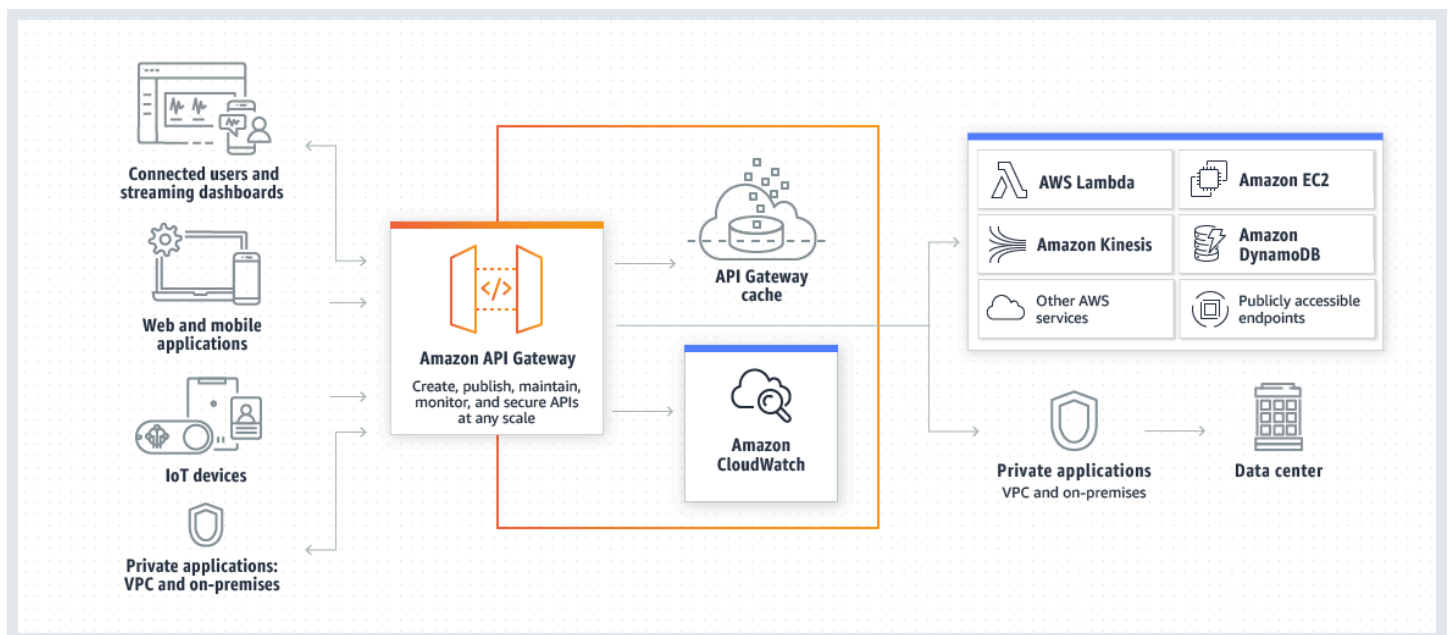 Connected users and
streaming dashboards
Web and mobile
applications
IoT devices
Private applications:
VPC and on-premises
</>
Amazon API Gateway
Create, publish, maintain,
monitor, and secure APIs
at any scale
API Gateway
cache
Amazon
CloudWatch
AWS Lambda
Amazon EC2
Amazon Kinesis
Amazon
DynamoDB
Other AWS
services
Publicly accessible
endpoints
Private applications
VPC and on-premises
Data center